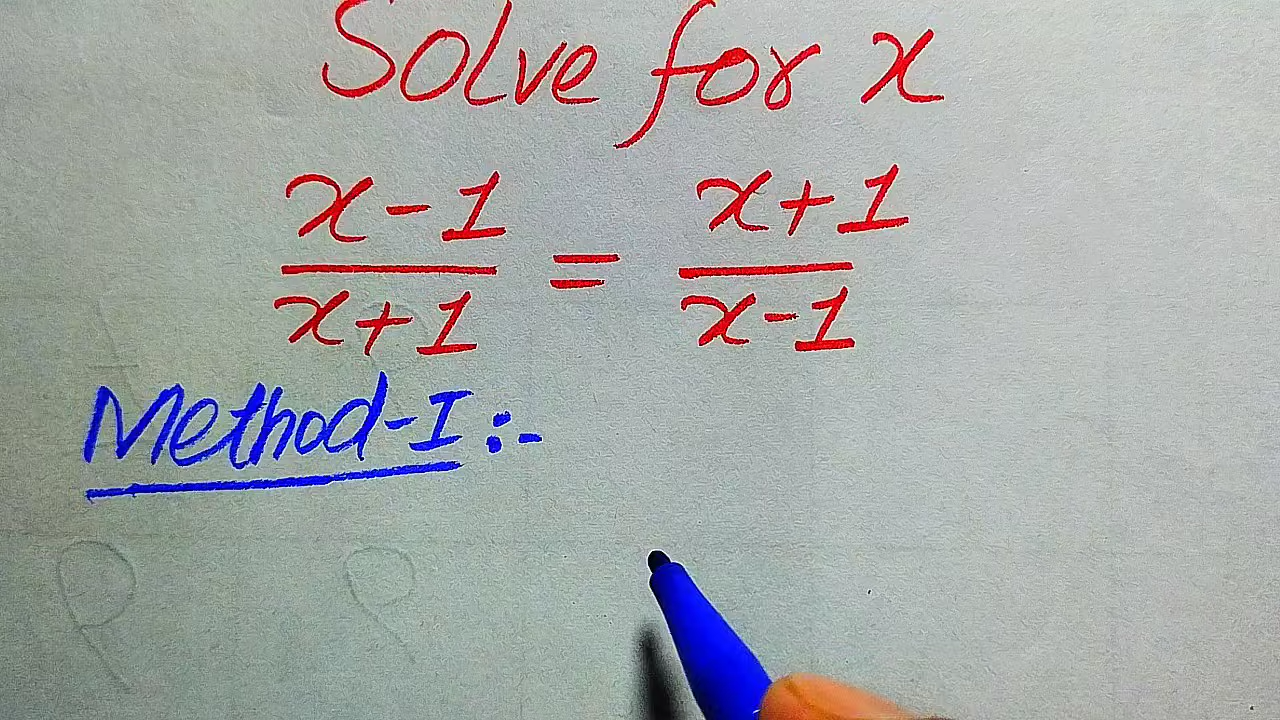 Solve for x
x-1 = x+1
x+1 x-1
Method-I:-